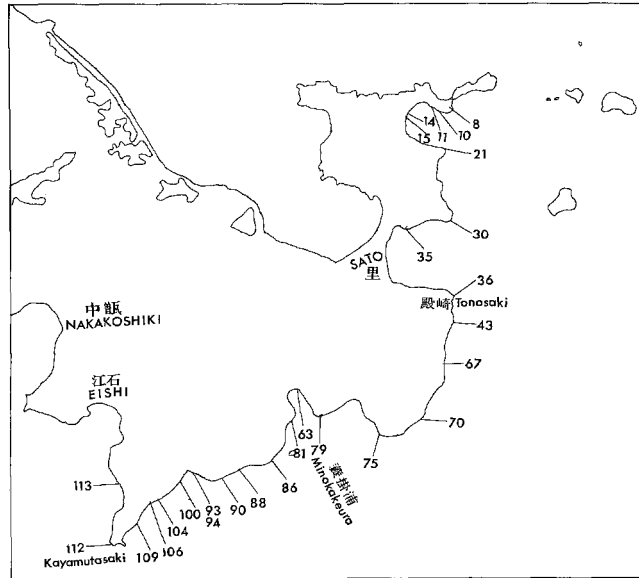 8
10
11
14
15
21
30
35
SATO
里
36
殿崎 Tonosaki
43
中甑
NAKAKOSHIKI
67
江石
EISHI
70
63
79
81
75
蓑掛浦
Minokakeura
86
88
90
93
94
100
104
106
109
113
112
Kayamutasaki